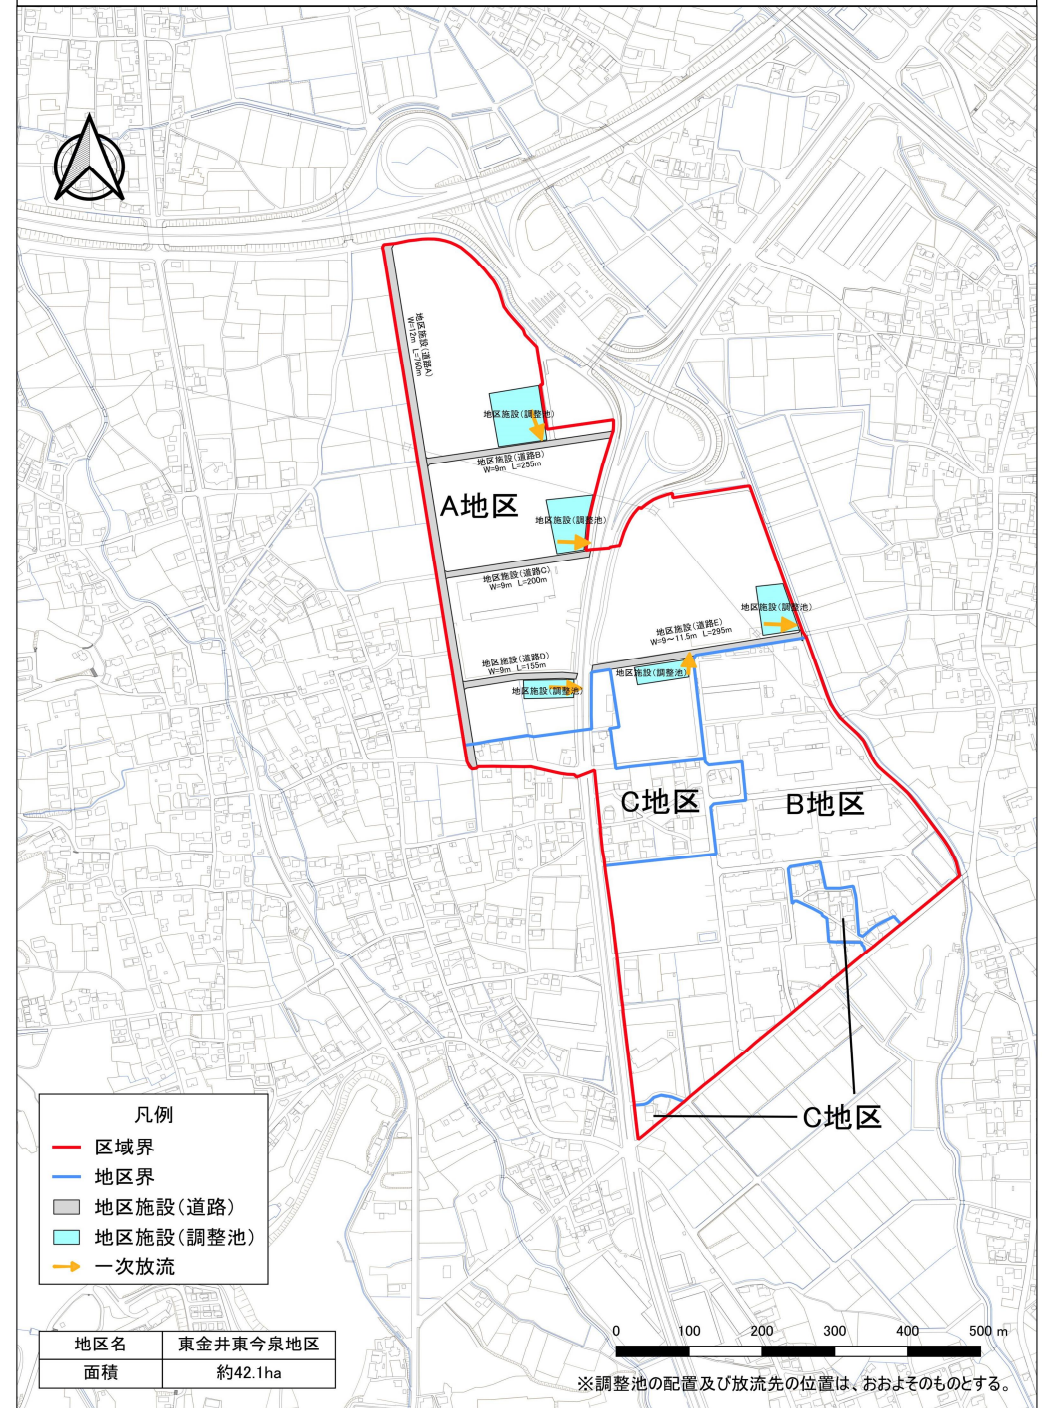 地区施設(道路A)
W=12m L=760m
地区施設(調整池)
地区施設(道路B)
W=9m L=255m
A地区
地区施設(調整池)
地区施設(道路C)
W=9m L=200m
地区施設(調整池)
地区施設(道路E)
W=9～11.5m L=295m
地区施設(道路D)
W=9m L=155m
地区施設(調整池)
地区施設(調整池)
C地区
B地区
C地区
凡例
区域界
地区界
地区施設(道路)
地区施設(調整池)
一次放流
地区名 東金井東今泉地区
面積 約42.1ha
0 100 200 300 400 500 m
※調整池の配置及び放流先の位置は、おおよそのものとする。